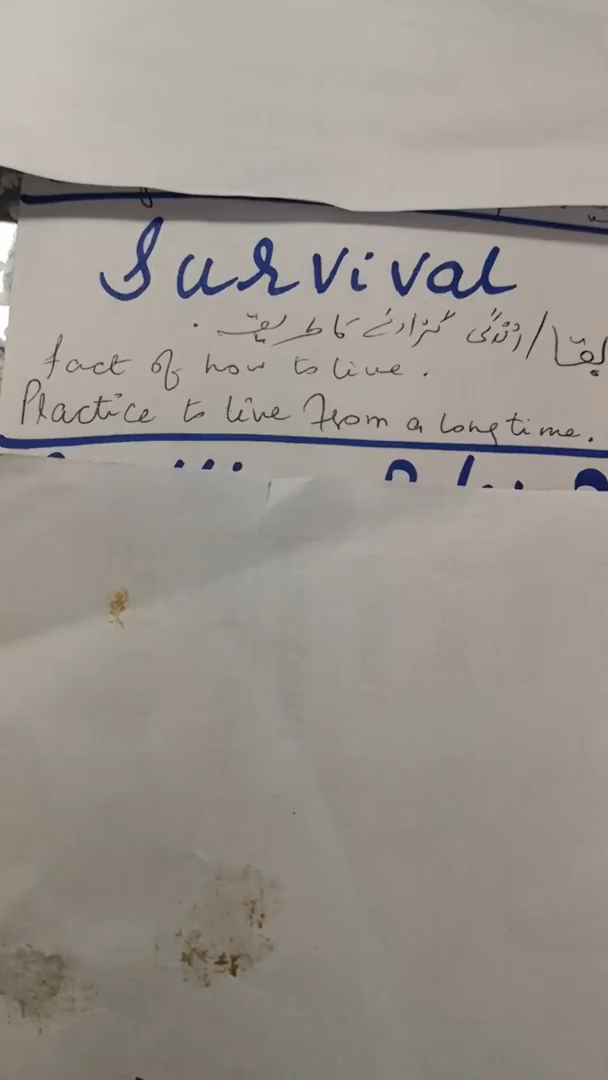 Survival
بقا/زندگی گزارنے کا طریقہ۔
fact of how to live.
Practice to live from a long time.